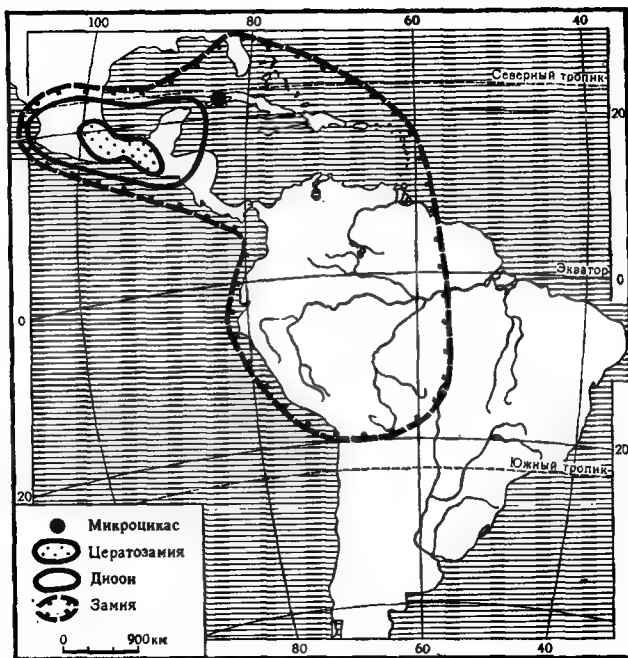 100 80 60
Северный тропик
20
Экватор
0
0
20
Южный тропик
20
Микроцикас
Цератозамия
Диоон
Замия
0 900 км
80 60 40